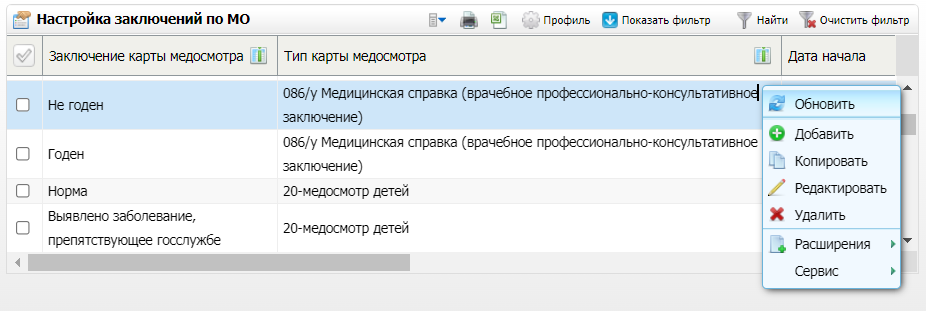 Настройка заключений по МО
Профиль
Показать фильтр
Найти
Очистить фильтр
Заключение карты медосмотра
Тип карты медосмотра
Дата начала
Не годен
086/у Медицинская справка (врачебное профессионально-консультативное
заключение)
Годен
086/у Медицинская справка (врачебное профессионально-консультативное
заключение)
Норма
20-медосмотр детей
Выявлено заболевание,
препятствующее госслужбе
20-медосмотр детей
Обновить
Добавить
Копировать
Редактировать
Удалить
Расширения
Сервис